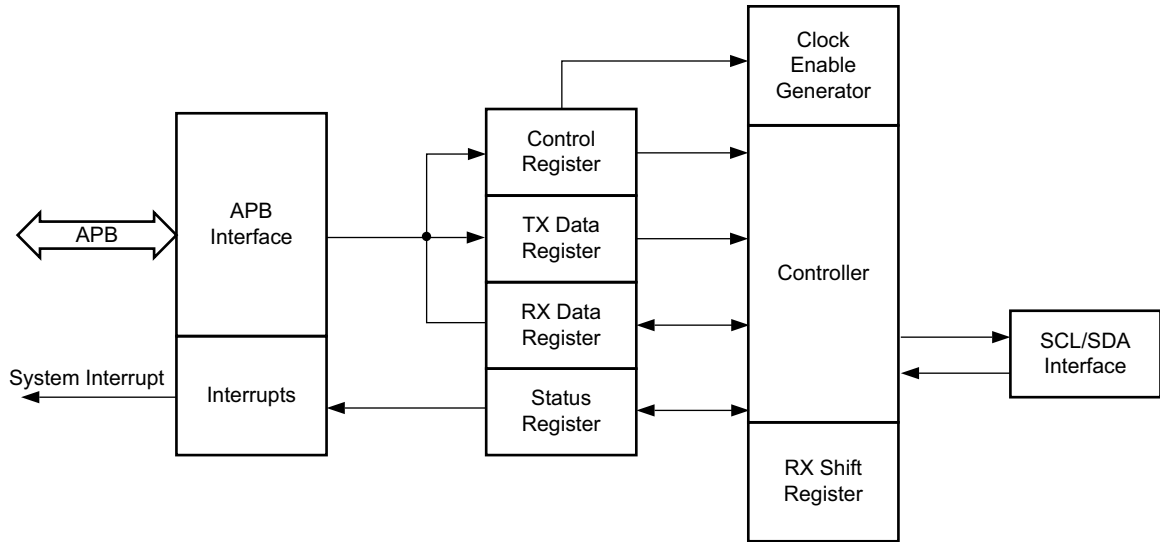 Clock
Enable
Generator
Control
Register
APB
APB
Interface
TX Data
Register
Controller
RX Data
Register
SCL/SDA
Interface
System Interrupt
Interrupts
Status
Register
RX Shift
Register